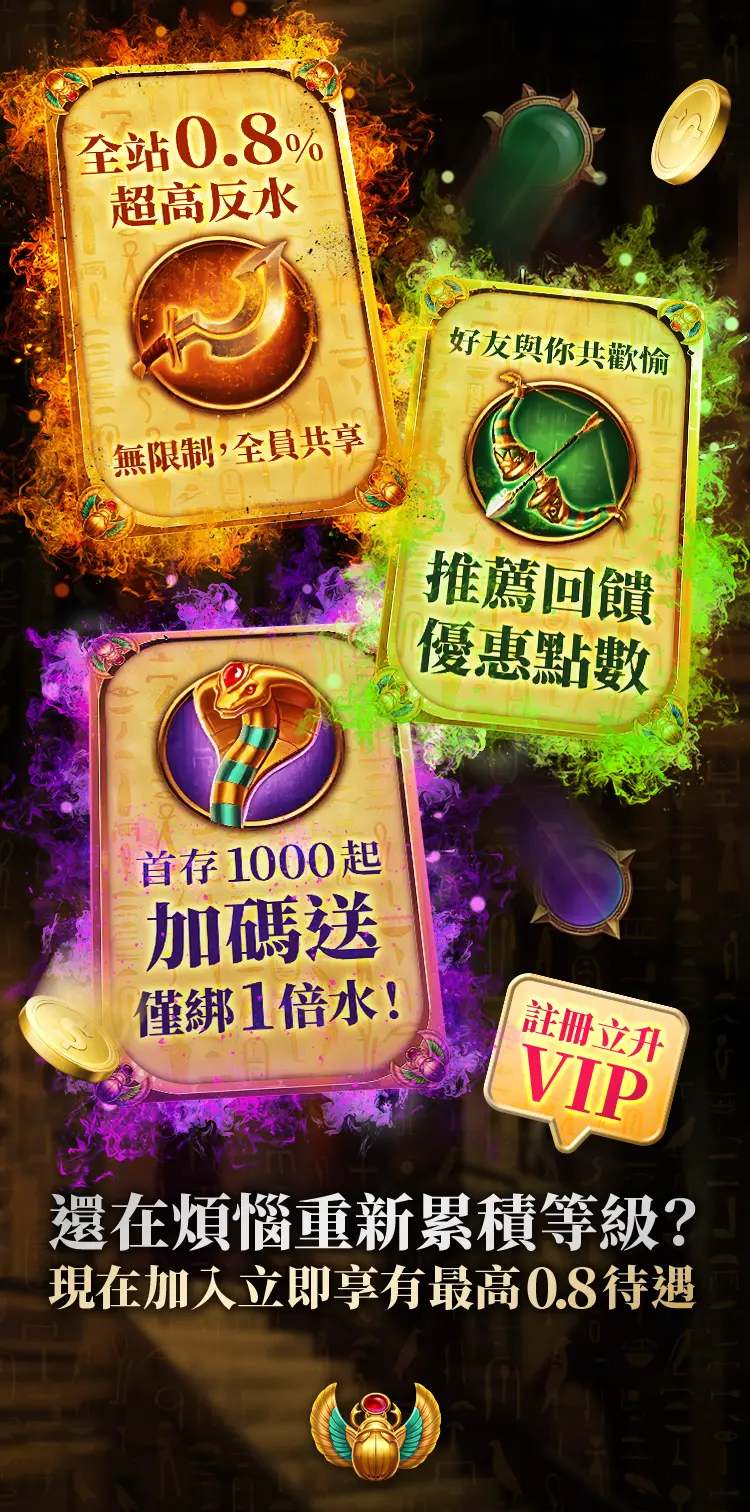 全站0.8%
超高反水
無限制，全員共享
好友與你共歡愉
推薦回饋
優惠點數
首存1000起
加碼送
僅綁1倍水！
註冊立升
VIP
還在煩惱重新累積等級？
現在加入立即享有最高0.8待遇